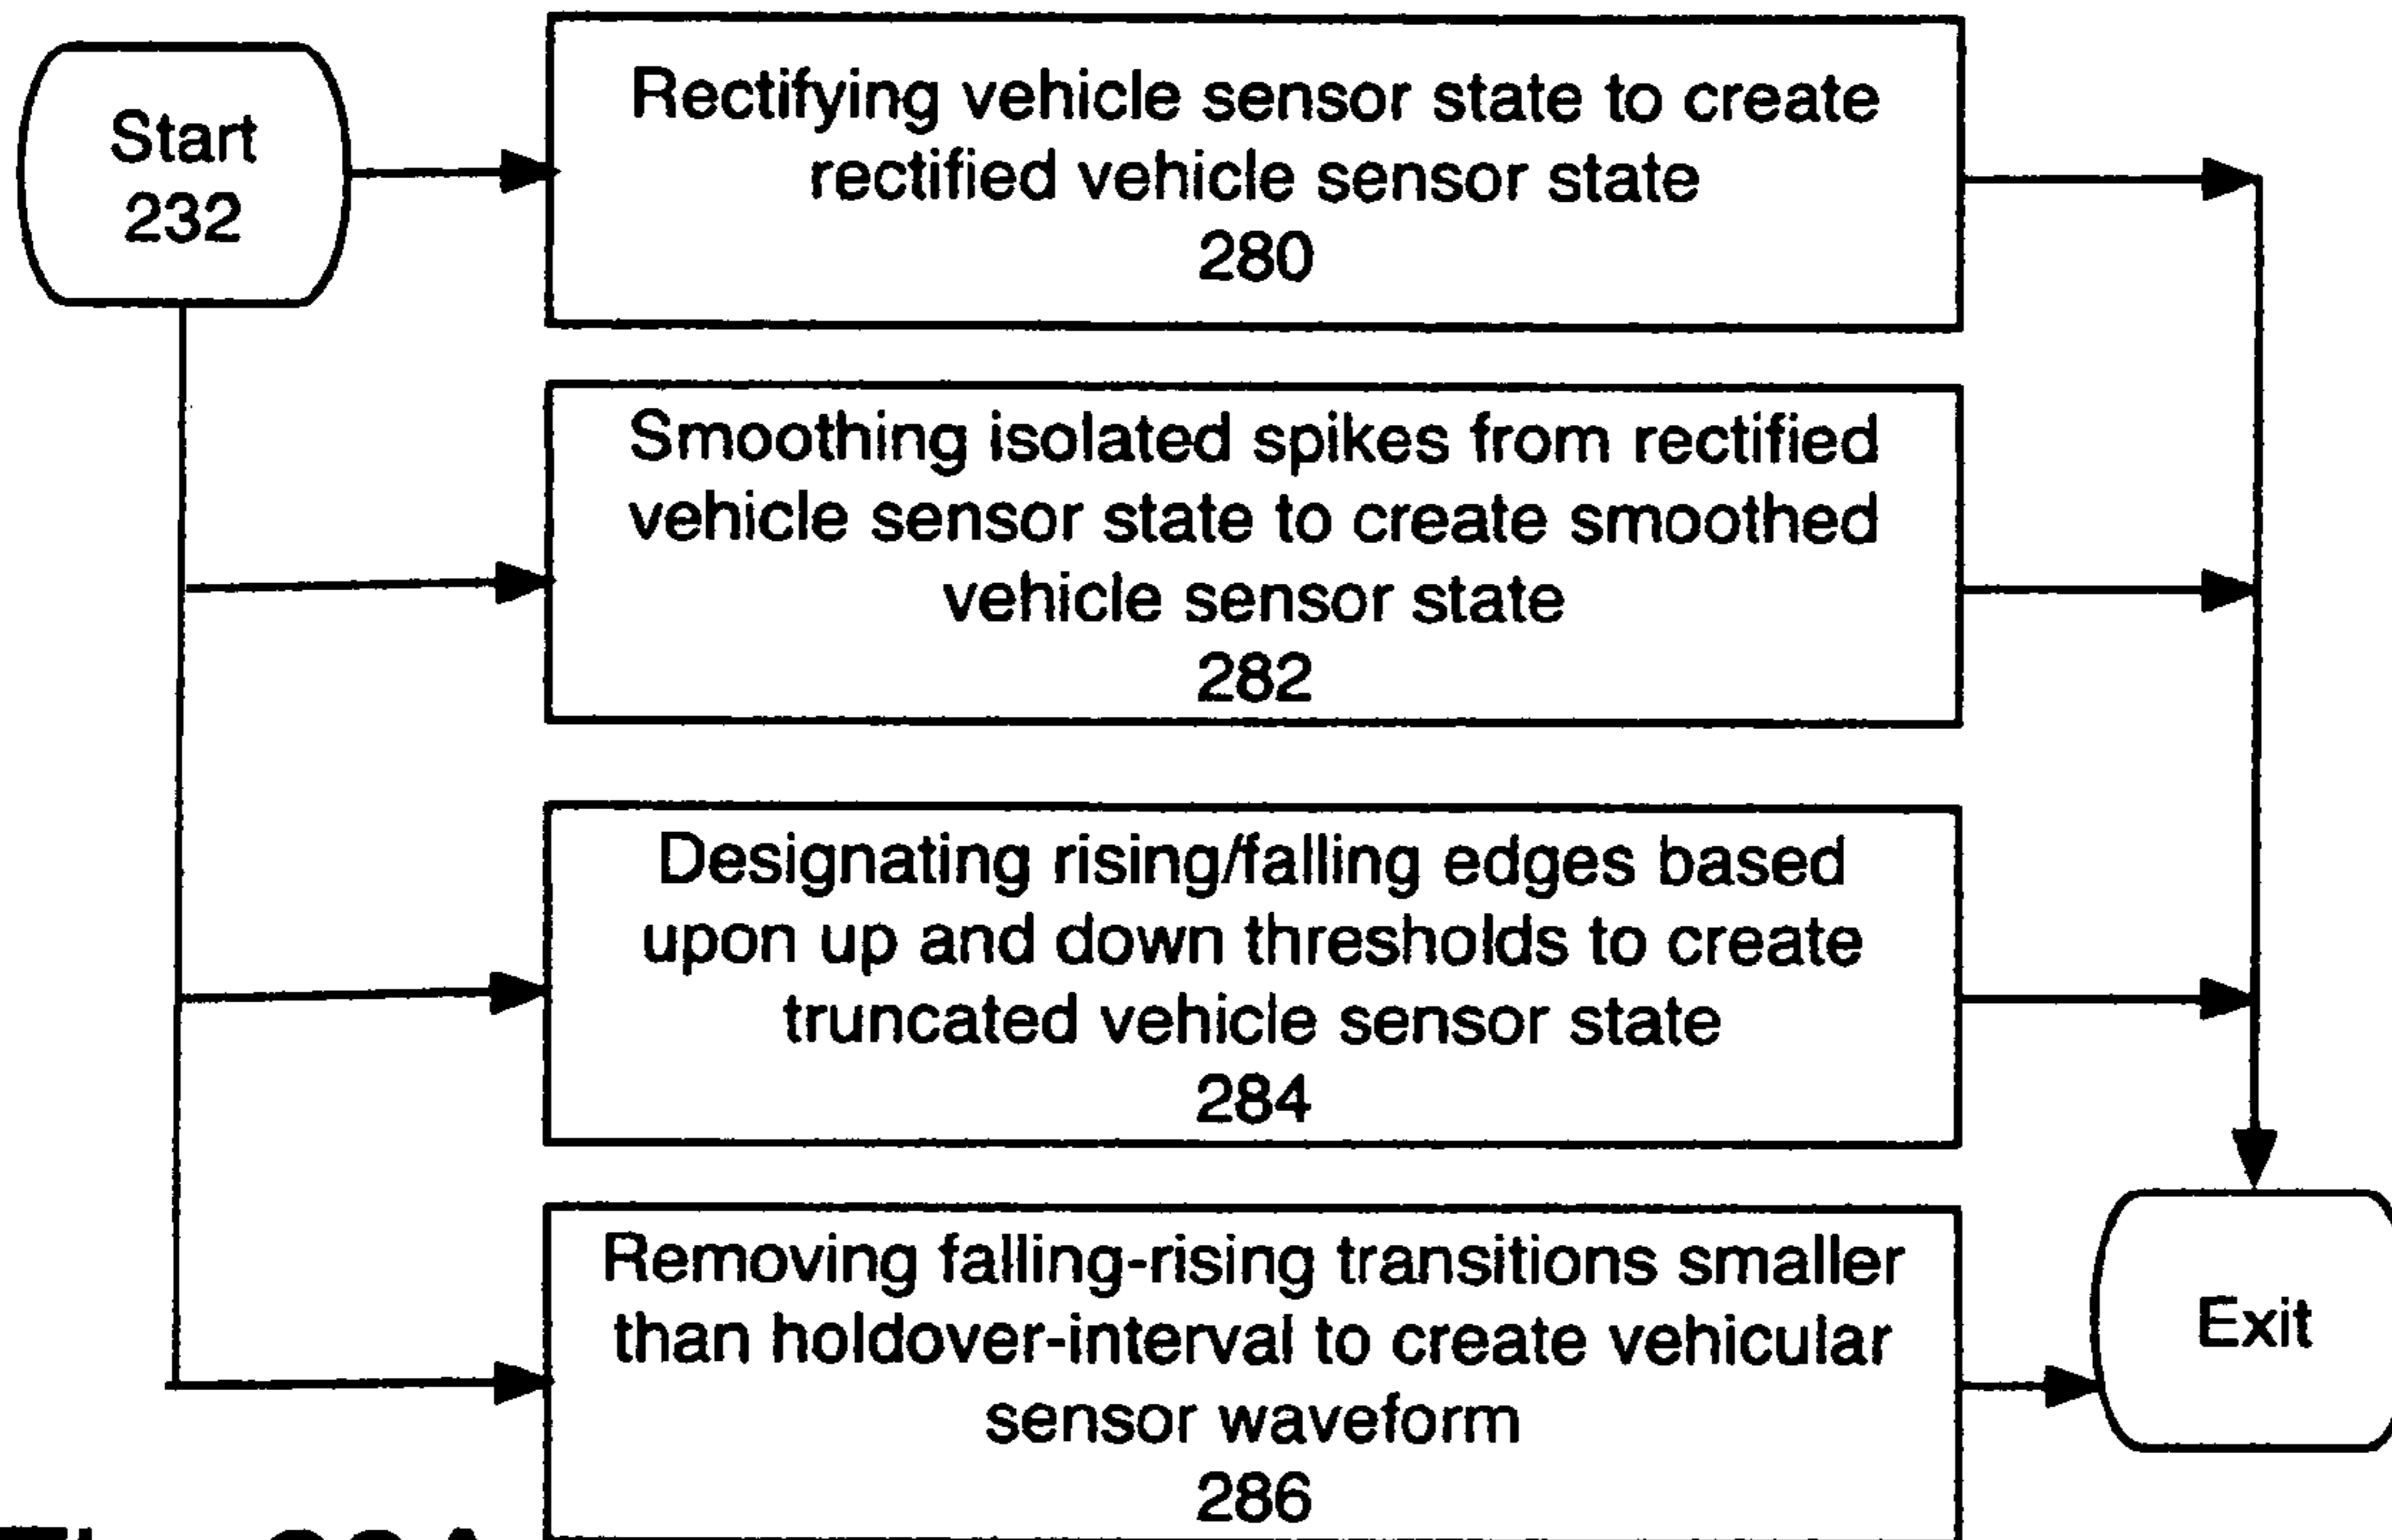 Start
232
Rectifying vehicle sensor state to create
rectified vehicle sensor state
280
Smoothing isolated spikes from rectified
vehicle sensor state to create smoothed
vehicle sensor state
282
Designating rising/falling edges based
upon up and down thresholds to create
truncated vehicle sensor state
284
Removing falling-rising transitions smaller
than holdover-interval to create vehicular
sensor waveform
286
Exit